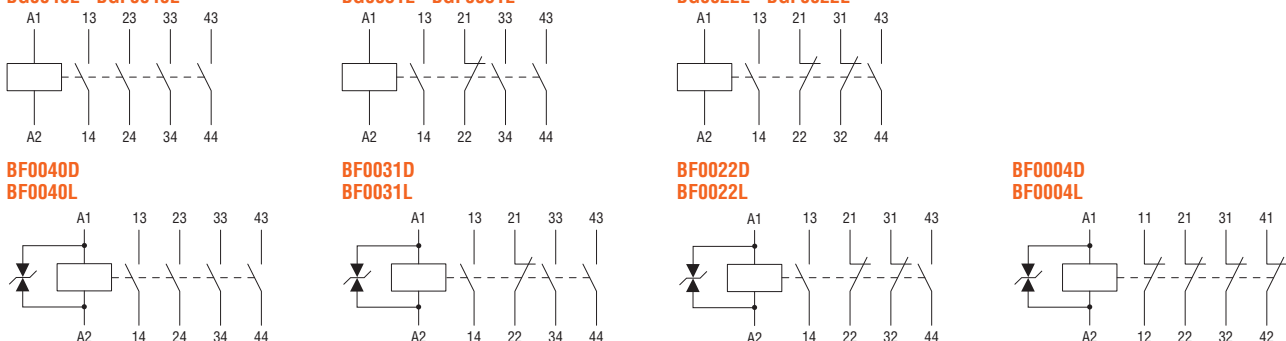 A1 13 23 33 43
A1 13 21 33 43
A1 13 21 31 43
A2 14 24 34 44
A2 14 22 34 44
A2 14 22 32 44
BF0040D
BF0040L
BF0031D
BF0031L
BF0022D
BF0022L
BF0004D
BF0004L
A1 13 23 33 43
A1 13 21 33 43
A1 13 21 31 43
A1 11 21 31 41
A2 14 24 34 44
A2 14 22 34 44
A2 14 22 32 44
A2 12 22 32 42